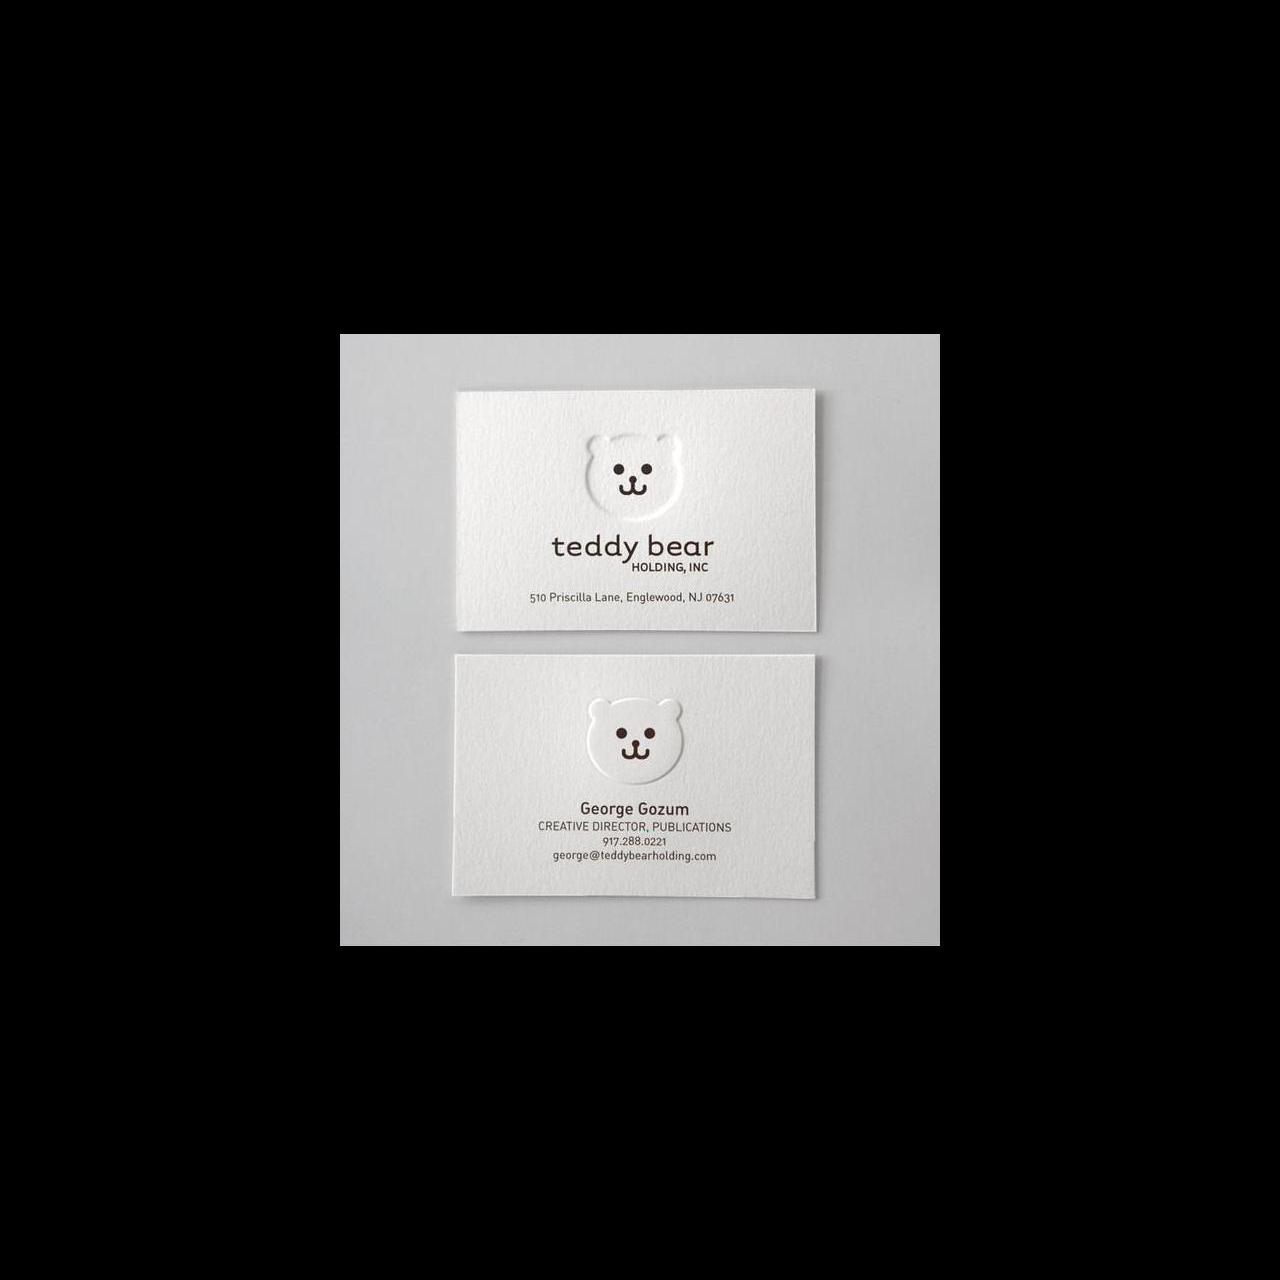 teddy bear
HOLDING, INC
510 Priscilla Lane, Englewood, NJ 07631
George Gozum
CREATIVE DIRECTOR, PUBLICATIONS
917.288.0221
george@teddybearholding.com